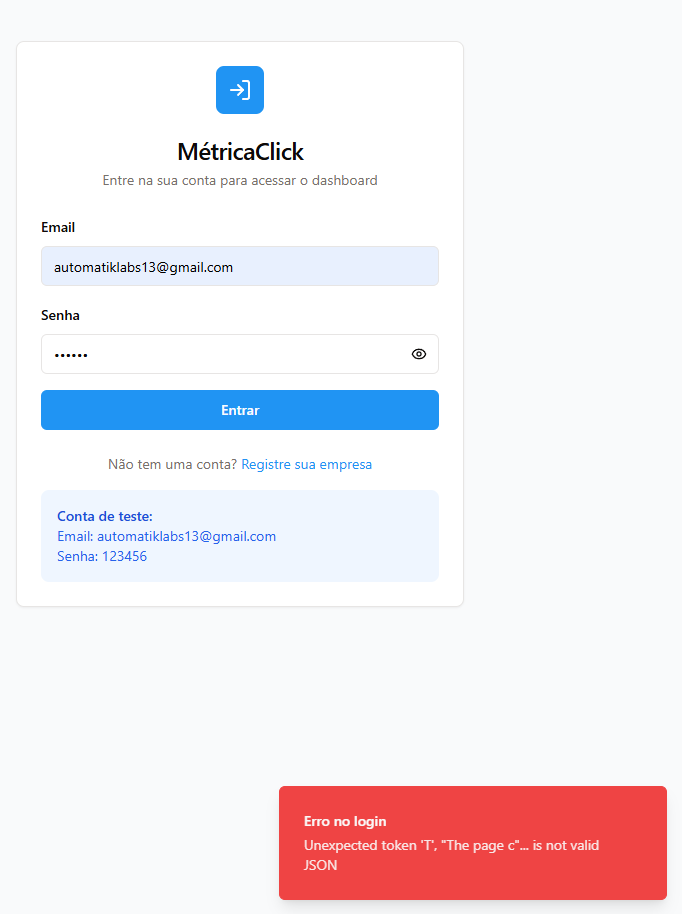 MétricaClick
Entre na sua conta para acessar o dashboard
Email
automatiklabs13@gmail.com
Senha
••••••
Entrar
Não tem uma conta? Registre sua empresa
Conta de teste:
Email: automatiklabs13@gmail.com
Senha: 123456
Erro no login
Unexpected token 'T', "The page c"... is not valid
JSON